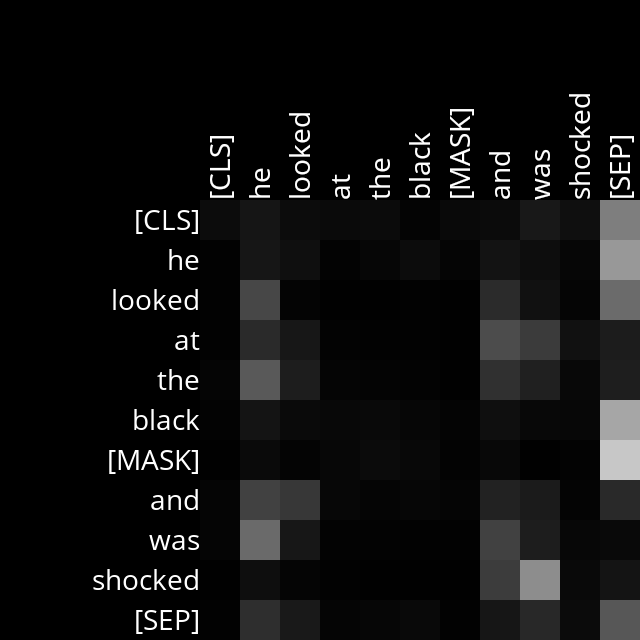 [CLS] he looked at the black [MASK] and was shocked [SEP]
[CLS]
he
looked
at
the
black
[MASK]
and
was
shocked
[SEP]